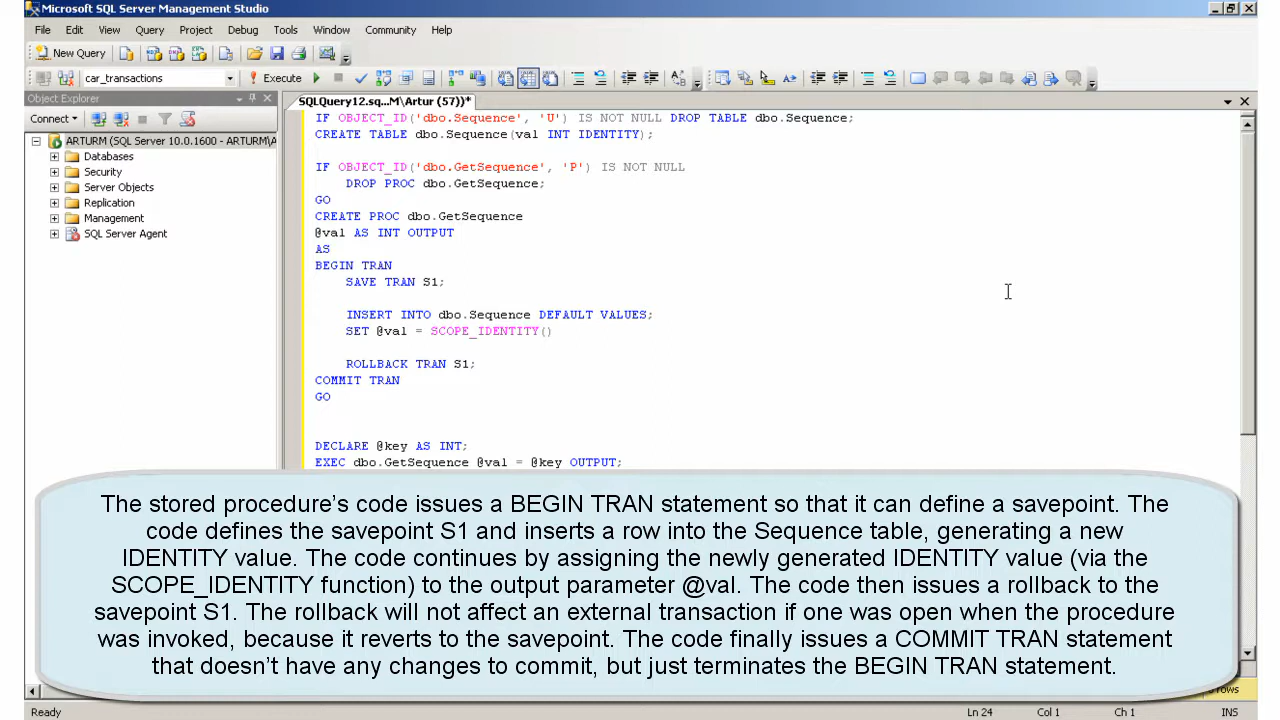 Microsoft SQL Server Management Studio
File Edit View Query Project Debug Tools Window Community Help
New Query
car_transactions Execute
Object Explorer
SQLQuery12.sq...M\Artur (57))*
Connect
ARTURM (SQL Server 10.0.1600 - ARTURM\A
Databases
Security
Server Objects
Replication
Management
SQL Server Agent
IF OBJECT_ID('dbo.Sequence', 'U') IS NOT NULL DROP TABLE dbo.Sequence;
CREATE TABLE dbo.Sequence(val INT IDENTITY);
IF OBJECT_ID('dbo.GetSequence', 'P') IS NOT NULL
DROP PROC dbo.GetSequence;
GO
CREATE PROC dbo.GetSequence
@val AS INT OUTPUT
AS
BEGIN TRAN
SAVE TRAN S1;
INSERT INTO dbo.Sequence DEFAULT VALUES;
SET @val = SCOPE_IDENTITY()
ROLLBACK TRAN S1;
COMMIT TRAN
GO
DECLARE @key AS INT;
EXEC dbo.GetSequence @val = @key OUTPUT;
The stored procedure's code issues a BEGIN TRAN statement so that it can define a savepoint. The
code defines the savepoint S1 and inserts a row into the Sequence table, generating a new
IDENTITY value. The code continues by assigning the newly generated IDENTITY value (via the
SCOPE_IDENTITY function) to the output parameter @val. The code then issues a rollback to the
savepoint S1. The rollback will not affect an external transaction if one was open when the procedure
was invoked, because it reverts to the savepoint. The code finally issues a COMMIT TRAN statement
that doesn't have any changes to commit, but just terminates the BEGIN TRAN statement.
rows
Ready Ln 24 Col 1 Ch 1 INS